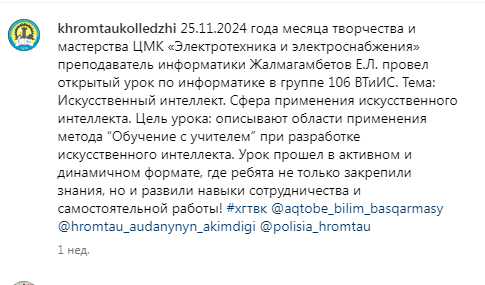 khromtaukolledzhi 25.11.2024 года месяца творчества и
мастерства ЦМК «Электротехника и электроснабжения»
преподаватель информатики Жалмагамбетов Е.Л. провел
открытый урок по информатике в группе 106 ВТиИС. Тема:
Искусственный интеллект. Сфера применения искусственного
интеллекта. Цель урока: описывают области применения
метода “Обучение с учителем” при разработке
искусственного интеллекта. Урок прошел в активном и
динамичном формате, где ребята не только закрепили
знания, но и развили навыки сотрудничества и
самостоятельной работы! #хгтвк @aqtobe_bilim_basqarmasy
@hromtau_audanynyn_akimdigi @polisia_hromtau
1 нед.